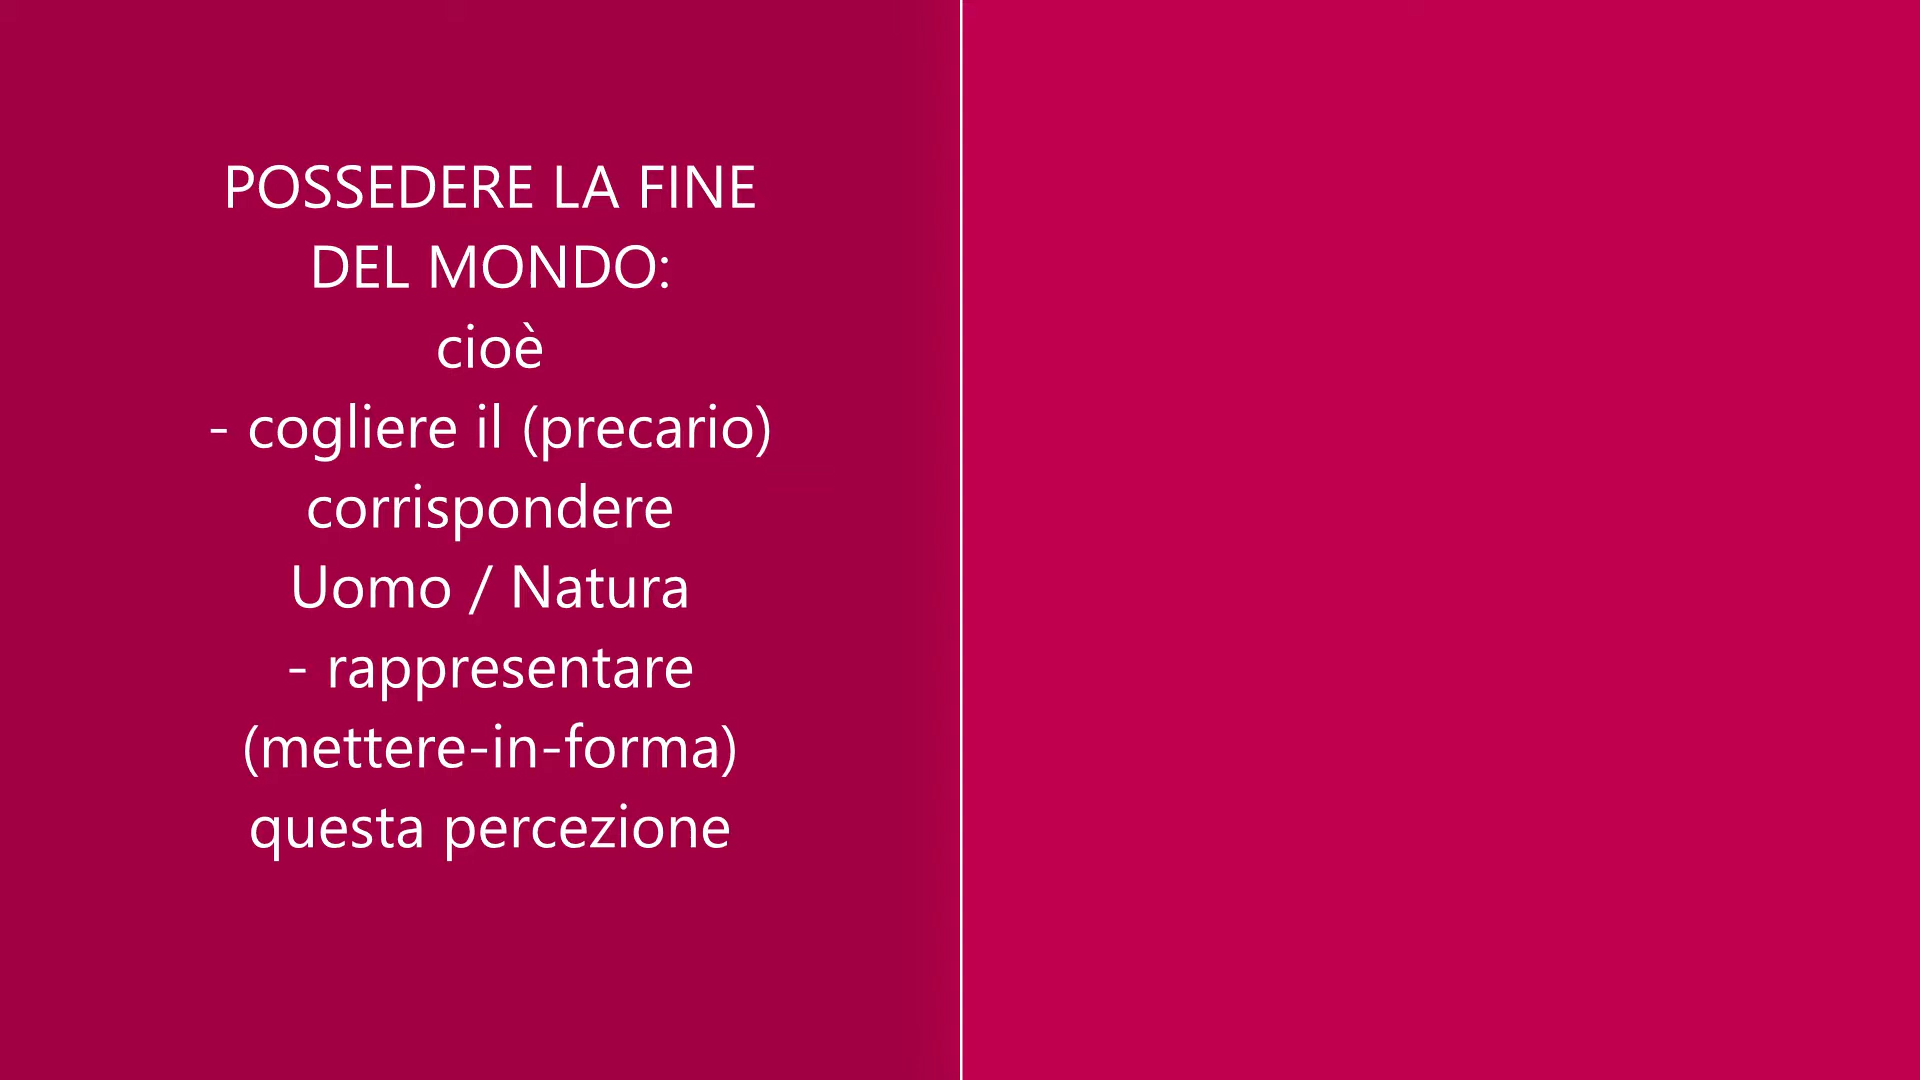 POSSEDERE LA FINE
DEL MONDO:
cioè
- cogliere il (precario)
corrispondere
Uomo / Natura
- rappresentare
(mettere-in-forma)
questa percezione